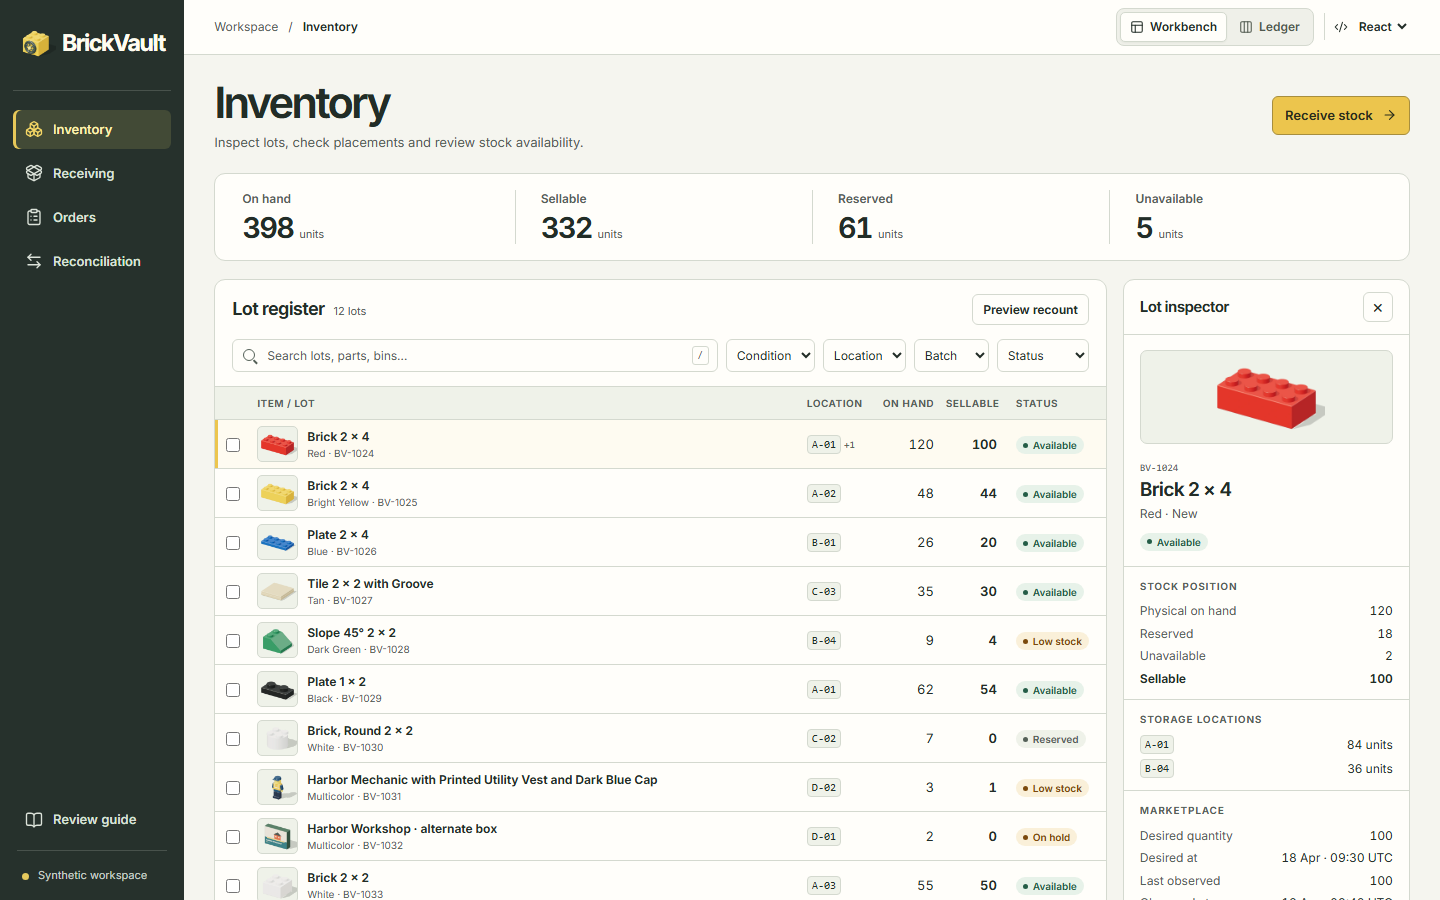 BrickVault
Inventory
Receiving
Orders
Reconciliation
Review guide
Synthetic workspace
Workspace / Inventory
Workbench
Ledger
React
Inventory
Inspect lots, check placements and review stock availability.
Receive stock
On hand
398 units
Sellable
332 units
Reserved
61 units
Unavailable
5 units
Lot register 12 lots
Preview recount
Search lots, parts, bins... /
Condition
Location
Batch
Status
ITEM / LOT LOCATION ON HAND SELLABLE STATUS
Brick 2 × 4
Red · BV-1024
A-01 +1 120 100 Available
Brick 2 × 4
Bright Yellow · BV-1025
A-02 48 44 Available
Plate 2 × 4
Blue · BV-1026
B-01 26 20 Available
Tile 2 × 2 with Groove
Tan · BV-1027
C-03 35 30 Available
Slope 45° 2 × 2
Dark Green · BV-1028
B-04 9 4 Low stock
Plate 1 × 2
Black · BV-1029
A-01 62 54 Available
Brick, Round 2 × 2
White · BV-1030
C-02 7 0 Reserved
Harbor Mechanic with Printed Utility Vest and Dark Blue Cap
Multicolor · BV-1031
D-02 3 1 Low stock
Harbor Workshop · alternate box
Multicolor · BV-1032
D-01 2 0 On hold
Brick 2 × 2
White · BV-1033
A-03 55 50 Available
Lot inspector
BV-1024
Brick 2 × 4
Red · New
Available
STOCK POSITION
Physical on hand 120
Reserved 18
Unavailable 2
Sellable 100
STORAGE LOCATIONS
A-01 84 units
B-04 36 units
MARKETPLACE
Desired quantity 100
Desired at 18 Apr · 09:30 UTC
Last observed 100